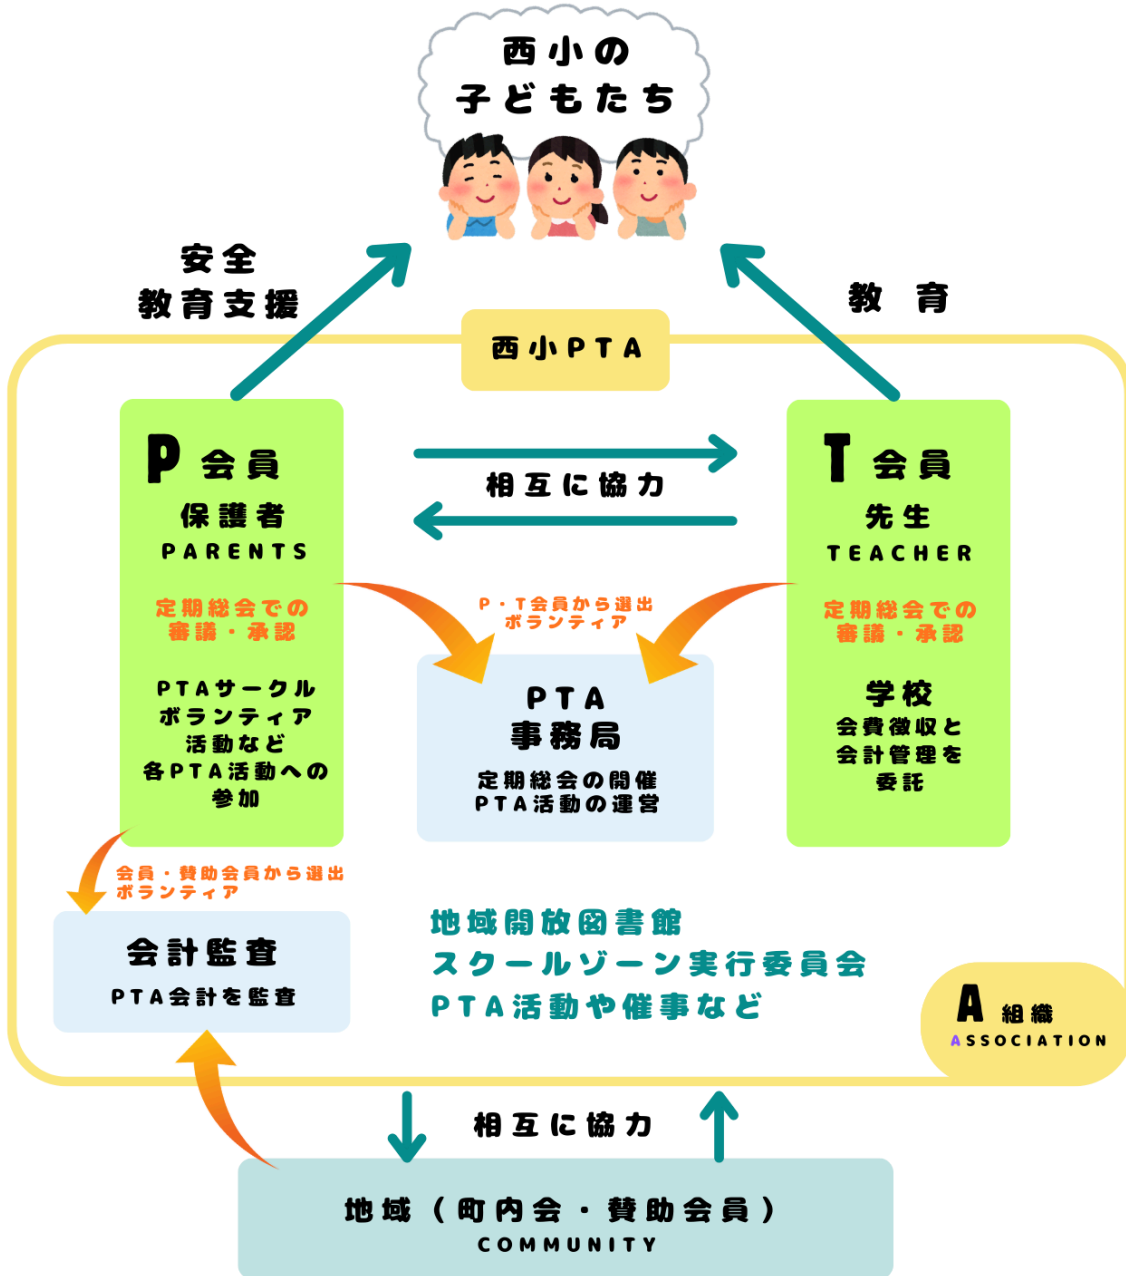 西小の
子どもたち
安全
教育支援
教育
西小PTA
P会員
保護者
PARENTS
定期総会での
審議・承認
PTAサークル
ボランティア
活動など
各PTA活動への
参加
相互に協力
T会員
先生
TEACHER
定期総会での
審議・承認
学校
会費徴収と
会計管理を
委託
P・T会員から選出
ボランティア
PTA
事務局
定期総会の開催
PTA活動の運営
会員・賛助会員から選出
ボランティア
会計監査
PTA会計を監査
地域開放図書館
スクールゾーン実行委員会
PTA活動や催事など
A組織
ASSOCIATION
相互に協力
地域(町内会・賛助会員)
COMMUNITY